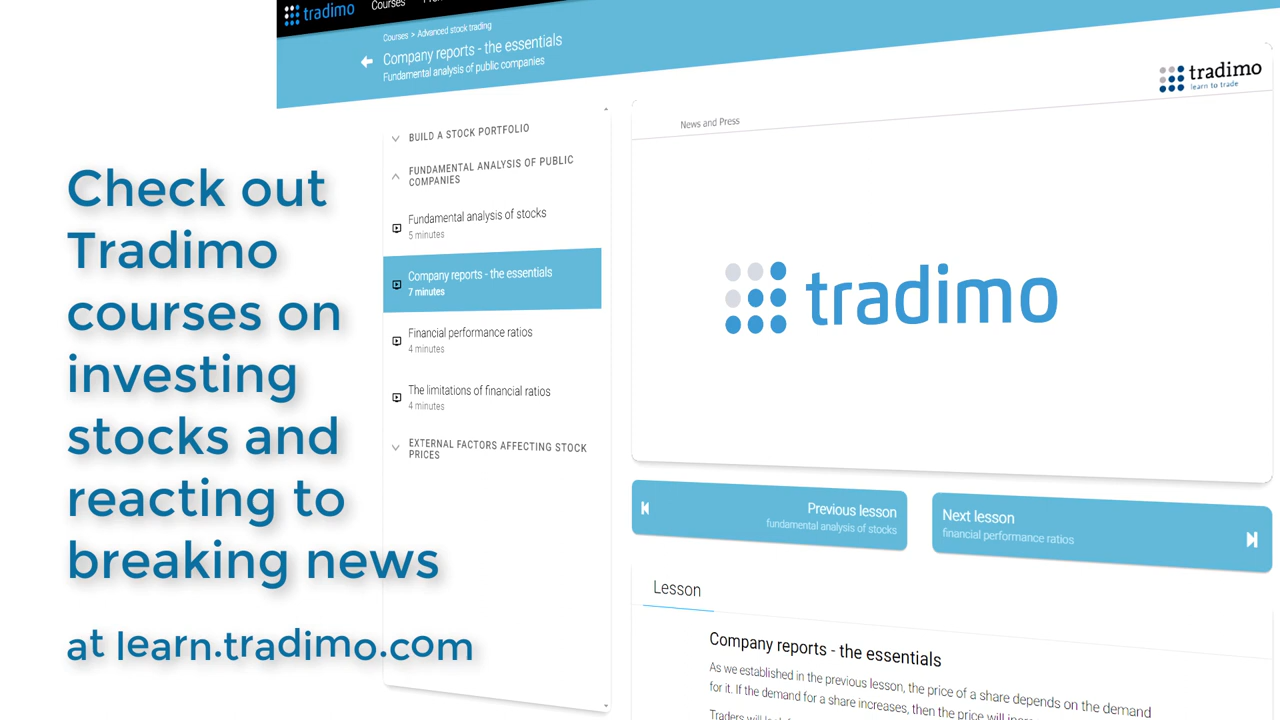 tradimo
Courses
Courses > Advanced stock trading
Company reports - the essentials
Fundamental analysis of public companies
tradimo
learn to trade
News and Press
BUILD A STOCK PORTFOLIO
FUNDAMENTAL ANALYSIS OF PUBLIC
COMPANIES
Fundamental analysis of stocks
5 minutes
Company reports - the essentials
7 minutes
Financial performance ratios
4 minutes
The limitations of financial ratios
4 minutes
EXTERNAL FACTORS AFFECTING STOCK
PRICES
Check out
Tradimo
courses on
investing
stocks and
reacting to
breaking news
at learn.tradimo.com
tradimo
Previous lesson
fundamental analysis of stocks
Next lesson
financial performance ratios
Lesson
Company reports - the essentials
As we established in the previous lesson, the price of a share depends on the demand
for it. If the demand for a share increases, then the price will
Traders will